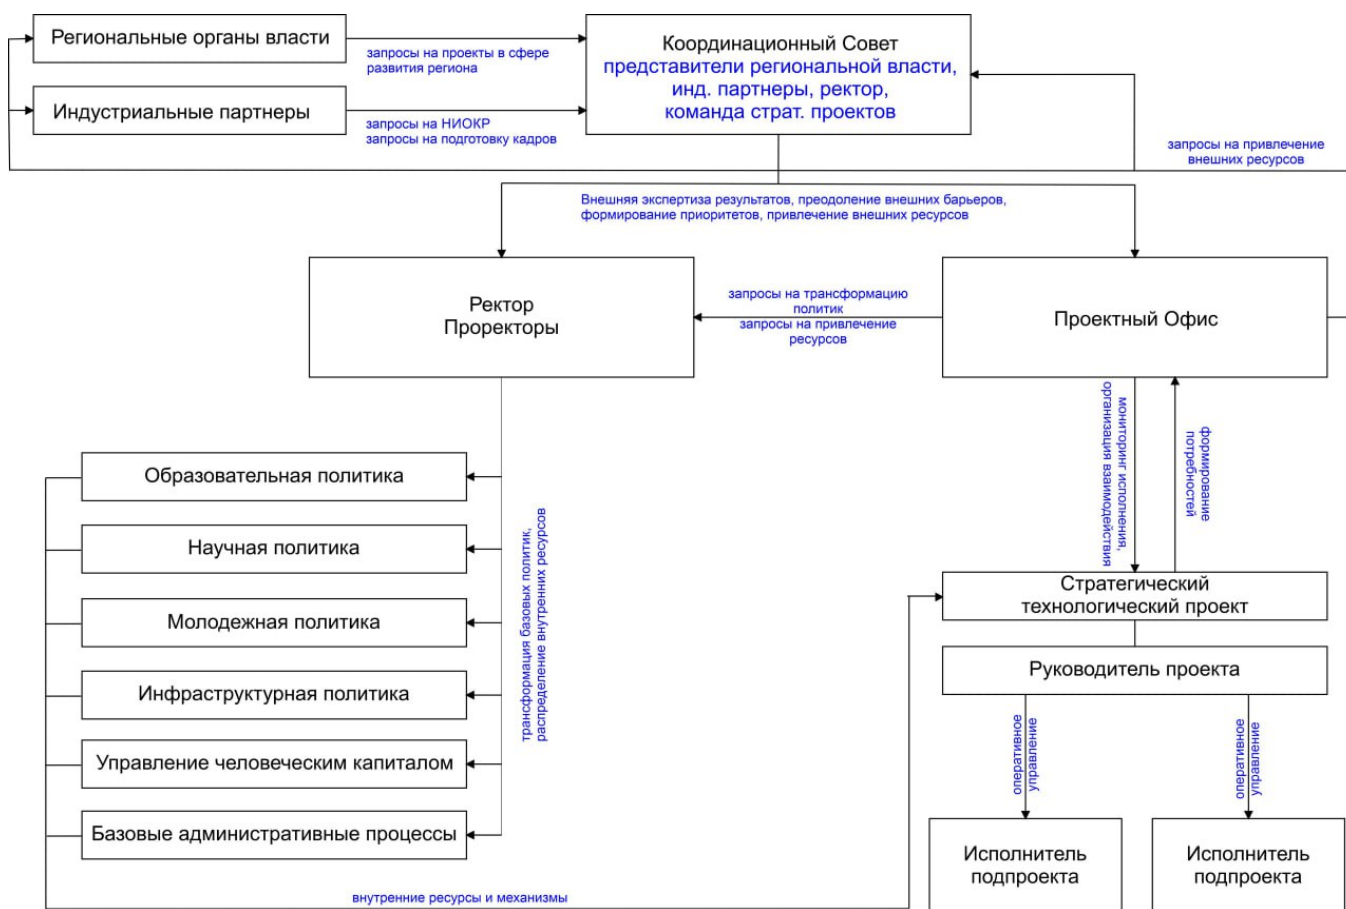 Региональные органы власти
запросы на проекты в сфере
развития региона
Индустриальные партнеры
запросы на НИОКР
запросы на подготовку кадров
Координационный Совет
представители региональной власти,
инд. партнеры, ректор,
команда страт. проектов
запросы на привлечение
внешних ресурсов
Внешняя экспертиза результатов, преодоление внешних барьеров,
формирование приоритетов, привлечение внешних ресурсов
Ректор
Проректоры
запросы на трансформацию
политик
запросы на привлечение
ресурсов
Проектный Офис
мониторинг исполнения,
организация взаимодействия
формирование
потребностей
Образовательная политика
Научная политика
Молодежная политика
Инфраструктурная политика
Управление человеческим капиталом
Базовые административные процессы
трансформация базовых политик,
распределение внутренних ресурсов
Стратегический
технологический проект
Руководитель проекта
оперативное
управление
оперативное
управление
Исполнитель
подпроекта
Исполнитель
подпроекта
внутренние ресурсы и механизмы